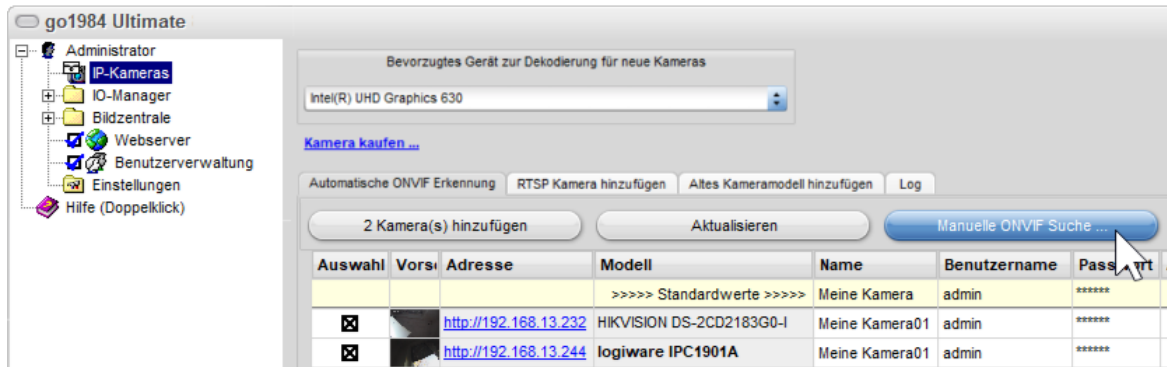 go1984 Ultimate
Administrator
IP-Kameras
IO-Manager
Bildzentrale
Webserver
Benutzerverwaltung
Einstellungen
Hilfe (Doppelklick)
Bevorzugtes Gerät zur Dekodierung für neue Kameras
Intel(R) UHD Graphics 630
Kamera kaufen ...
Automatische ONVIF Erkennung RTSP Kamera hinzufügen Altes Kameramodell hinzufügen Log
2 Kamera(s) hinzufügen Aktualisieren Manuelle ONVIF Suche ...
Auswahl Vors Adresse Modell Name Benutzername
>>>>> Standardwerte >>>>> Meine Kamera admin ******
http://192.168.13.232 HIKVISION DS-2CD2183G0-I Meine Kamera01 admin ******
http://192.168.13.244 logiware IPC1901A Meine Kamera01 admin ******